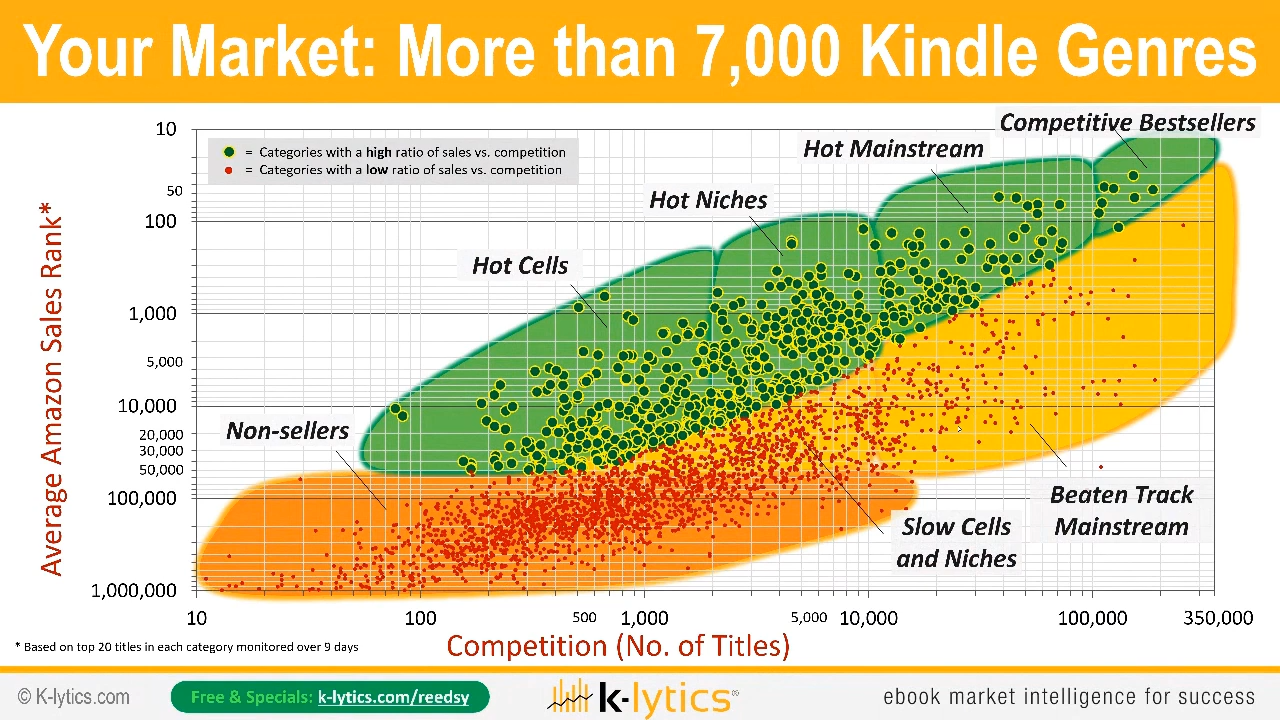 Your Market: More than 7,000 Kindle Genres
Competitive Bestsellers
Hot Mainstream
Hot Niches
Hot Cells
Non-sellers
Beaten Track
Mainstream
Slow Cells
and Niches
= Categories with a high ratio of sales vs. competition
= Categories with a low ratio of sales vs. competition
Average Amazon Sales Rank*
10
50
100
1,000
5,000
10,000
20,000
30,000
50,000
100,000
1,000,000
10 100 500 1,000 5,000 10,000 100,000 350,000
Competition (No. of Titles)
* Based on top 20 titles in each category monitored over 9 days
© K-lytics.com
Free & Specials: k-lytics.com/reedsy
k-lytics®
ebook market intelligence for success